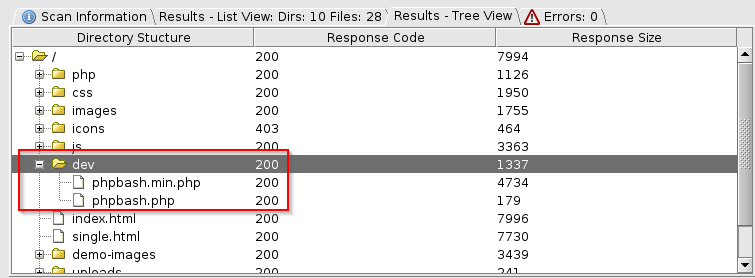 Scan Information Results - List View: Dirs: 10 Files: 28 Results - Tree View Errors: 0
Directory Stucture Response Code Response Size
/ 200 7994
php 200 1126
css 200 1950
images 200 1755
icons 403 464
js 200 3363
dev 200 1337
phpbash.min.php 200 4734
phpbash.php 200 179
index.html 200 7996
single.html 200 7730
demo-images 200 3439
uploads 200 241